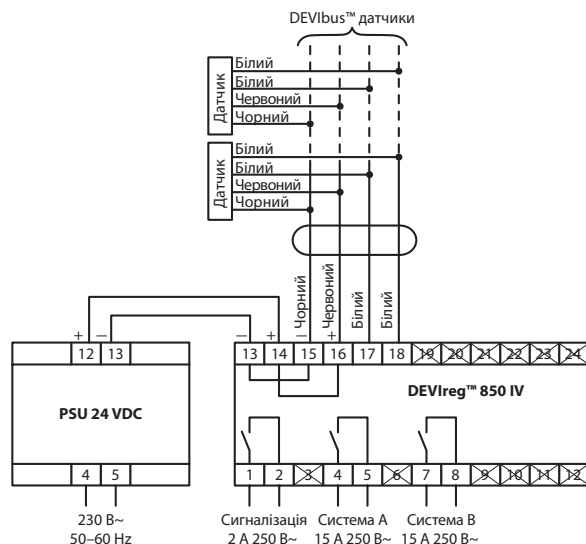 DEVIbus™ датчики
Датчик
Білий
Білий
Червоний
Чорний
Датчик
Білий
Білий
Червоний
Чорний
Чорний
Червоний
Білий
Білий
+ –
– + – +
12 13
13 14 15 16 17 18 19 20 21 22 23 24
PSU 24 VDC
DEVIreg™ 850 IV
4 5
1 2 3 4 5 6 7 8 9 10 11 12
230 В~
50–60 Hz
Сигналізація
2 А 250 В~
Система А
15 А 250 В~
Система В
15 А 250 В~